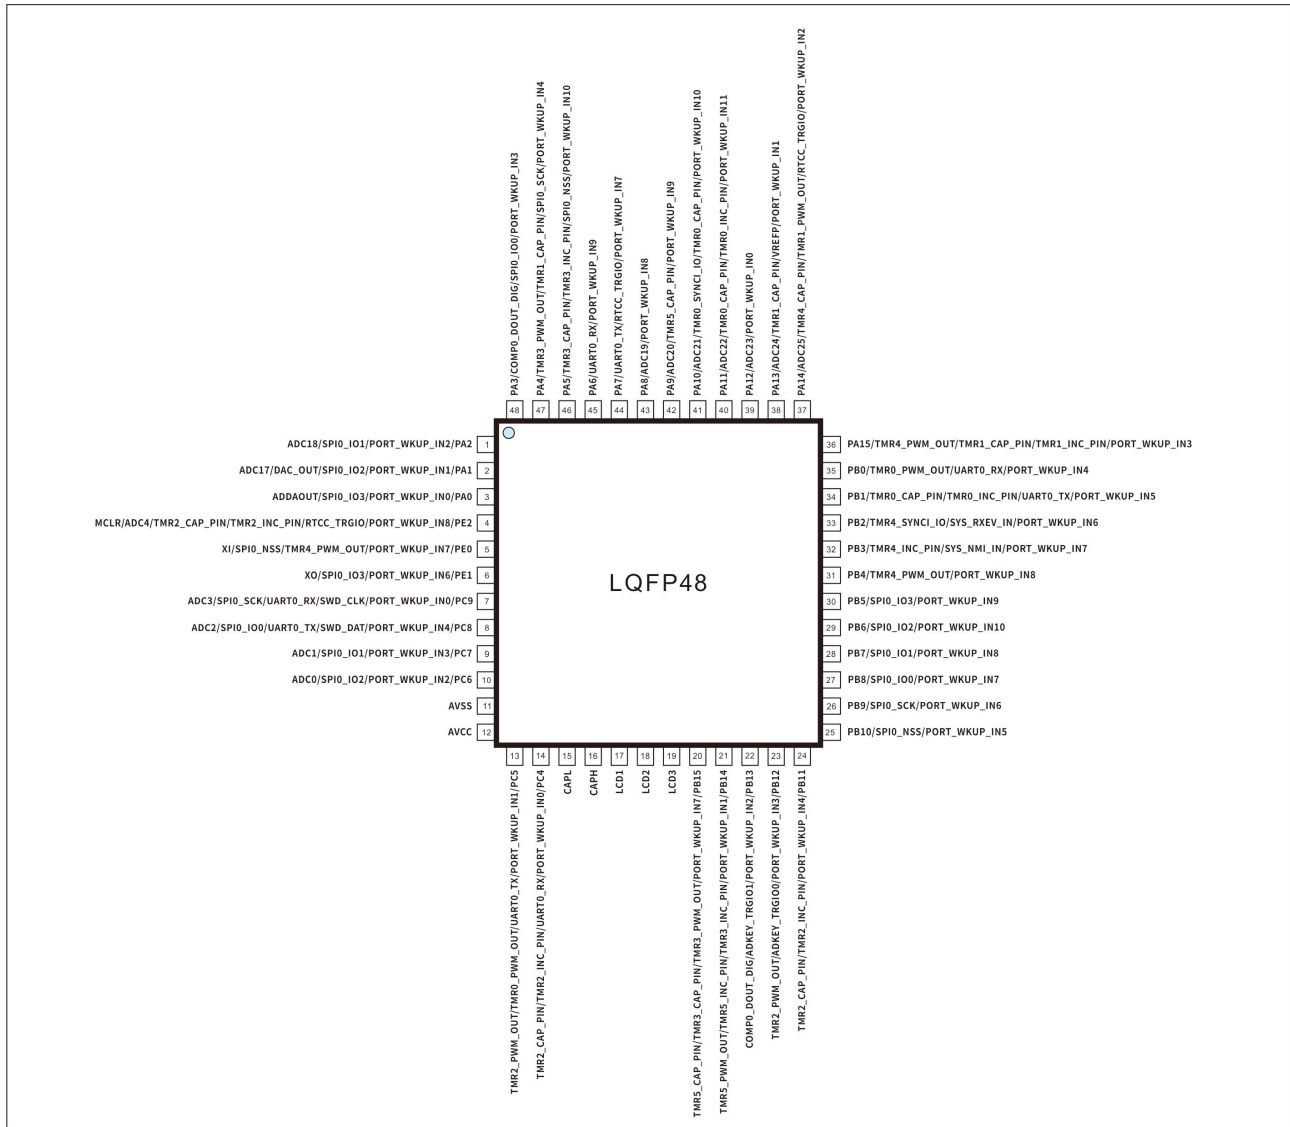 PA3/COMP0_DOUT_DIG/SPI0_IO0/PORT_WKUP_IN3
PA4/TMR3_PWM_OUT/TMR1_CAP_PIN/SPI0_SCK/PORT_WKUP_IN4
PA5/TMR3_CAP_PIN/TMR3_INC_PIN/SPI0_NSS/PORT_WKUP_IN10
PA6/UART0_RX/PORT_WKUP_IN9
PA7/UART0_TX/RTCC_TRGIO/PORT_WKUP_IN7
PA8/ADC19/PORT_WKUP_IN8
PA9/ADC20/TMR5_CAP_PIN/PORT_WKUP_IN9
PA10/ADC21/TMR0_SYNCI_IO/TMR0_CAP_PIN/PORT_WKUP_IN10
PA11/ADC22/TMR0_CAP_PIN/TMR0_INC_PIN/PORT_WKUP_IN11
PA12/ADC23/PORT_WKUP_IN0
PA13/ADC24/TMR1_CAP_PIN/VREFP/PORT_WKUP_IN1
PA14/ADC25/TMR4_CAP_PIN/TMR1_PWM_OUT/RTCC_TRGIO/PORT_WKUP_IN2
48 47 46 45 44 43 42 41 40 39 38 37
ADC18/SPI0_IO1/PORT_WKUP_IN2/PA2 1
ADC17/DAC_OUT/SPI0_IO2/PORT_WKUP_IN1/PA1 2
ADDAOUT/SPI0_IO3/PORT_WKUP_IN0/PA0 3
MCLR/ADC4/TMR2_CAP_PIN/TMR2_INC_PIN/RTCC_TRGIO/PORT_WKUP_IN8/PE2 4
XI/SPI0_NSS/TMR4_PWM_OUT/PORT_WKUP_IN7/PE0 5
XO/SPI0_IO3/PORT_WKUP_IN6/PE1 6
ADC3/SPI0_SCK/UART0_RX/SWD_CLK/PORT_WKUP_IN0/PC9 7
ADC2/SPI0_IO0/UART0_TX/SWD_DAT/PORT_WKUP_IN4/PC8 8
ADC1/SPI0_IO1/PORT_WKUP_IN3/PC7 9
ADC0/SPI0_IO2/PORT_WKUP_IN2/PC6 10
AVSS 11
AVCC 12
LQFP48
36 PA15/TMR4_PWM_OUT/TMR1_CAP_PIN/TMR1_INC_PIN/PORT_WKUP_IN3
35 PB0/TMR0_PWM_OUT/UART0_RX/PORT_WKUP_IN4
34 PB1/TMR0_CAP_PIN/TMR0_INC_PIN/UART0_TX/PORT_WKUP_IN5
33 PB2/TMR4_SYNCI_IO/SYS_RXEV_IN/PORT_WKUP_IN6
32 PB3/TMR4_INC_PIN/SYS_NMI_IN/PORT_WKUP_IN7
31 PB4/TMR4_PWM_OUT/PORT_WKUP_IN8
30 PB5/SPI0_IO3/PORT_WKUP_IN9
29 PB6/SPI0_IO2/PORT_WKUP_IN10
28 PB7/SPI0_IO1/PORT_WKUP_IN8
27 PB8/SPI0_IO0/PORT_WKUP_IN7
26 PB9/SPI0_SCK/PORT_WKUP_IN6
25 PB10/SPI0_NSS/PORT_WKUP_IN5
13 14 15 16 17 18 19 20 21 22 23 24
TMR2_PWM_OUT/TMR0_PWM_OUT/UART0_TX/PORT_WKUP_IN1/PC5
TMR2_CAP_PIN/TMR2_INC_PIN/UART0_RX/PORT_WKUP_IN0/PC4
CAPL
CAPH
LCD1
LCD2
LCD3
TMR5_CAP_PIN/TMR3_CAP_PIN/TMR3_PWM_OUT/PORT_WKUP_IN7/PB15
TMR5_PWM_OUT/TMR5_INC_PIN/TMR3_INC_PIN/PORT_WKUP_IN1/PB14
COMP0_DOUT_DIG/ADKEY_TRGIO1/PORT_WKUP_IN2/PB13
TMR2_PWM_OUT/ADKEY_TRGIO0/PORT_WKUP_IN3/PB12
TMR2_CAP_PIN/TMR2_INC_PIN/PORT_WKUP_IN4/PB11